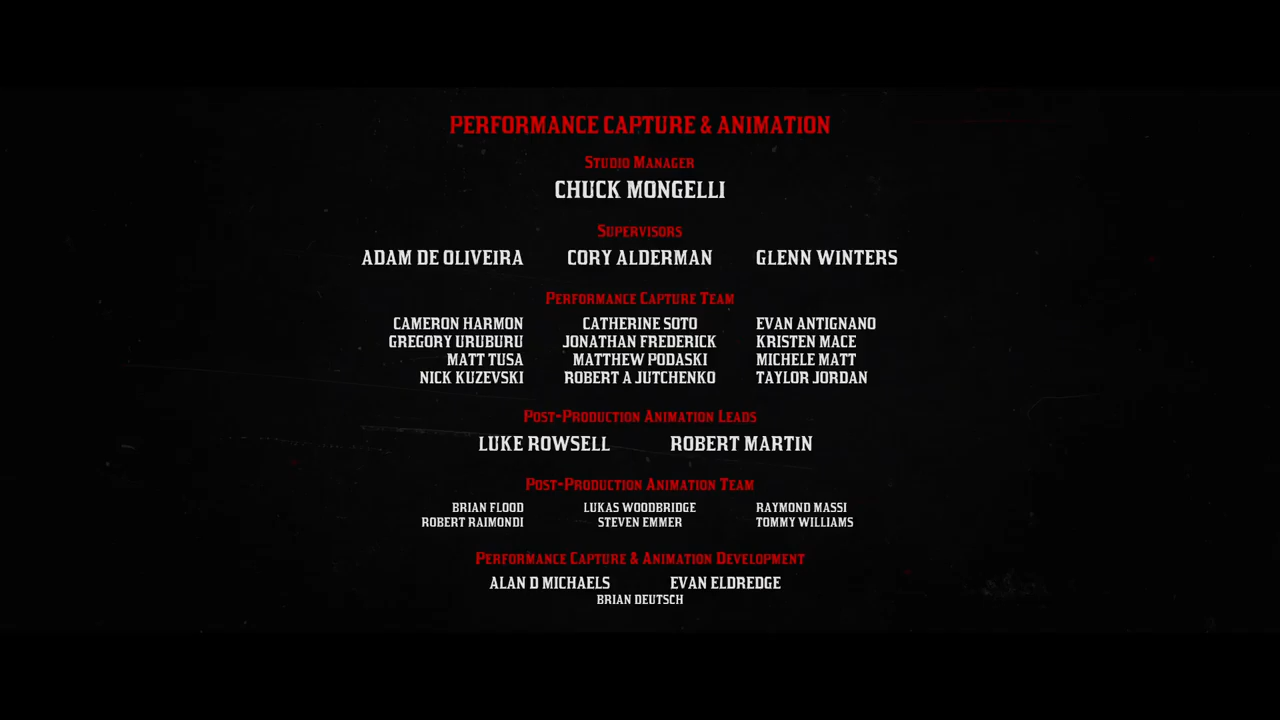 PERFORMANCE CAPTURE & ANIMATION
STUDIO MANAGER
CHUCK MONGELLI
SUPERVISORS
ADAM DE OLIVEIRA CORY ALDERMAN GLENN WINTERS
PERFORMANCE CAPTURE TEAM
CAMERON HARMON CATHERINE SOTO EVAN ANTIGNANO
GREGORY URUBURU JONATHAN FREDERICK KRISTEN MACE
MATT TUSA MATTHEW PODASKI MICHELE MATT
NICK KUZEVSKI ROBERT A JUTCHENKO TAYLOR JORDAN
POST-PRODUCTION ANIMATION LEADS
LUKE ROWSELL ROBERT MARTIN
POST-PRODUCTION ANIMATION TEAM
BRIAN FLOOD LUKAS WOODBRIDGE RAYMOND MASSI
ROBERT RAIMONDI STEVEN EMMER TOMMY WILLIAMS
PERFORMANCE CAPTURE & ANIMATION DEVELOPMENT
ALAN D MICHAELS EVAN ELDREDGE
BRIAN DEUTSCH